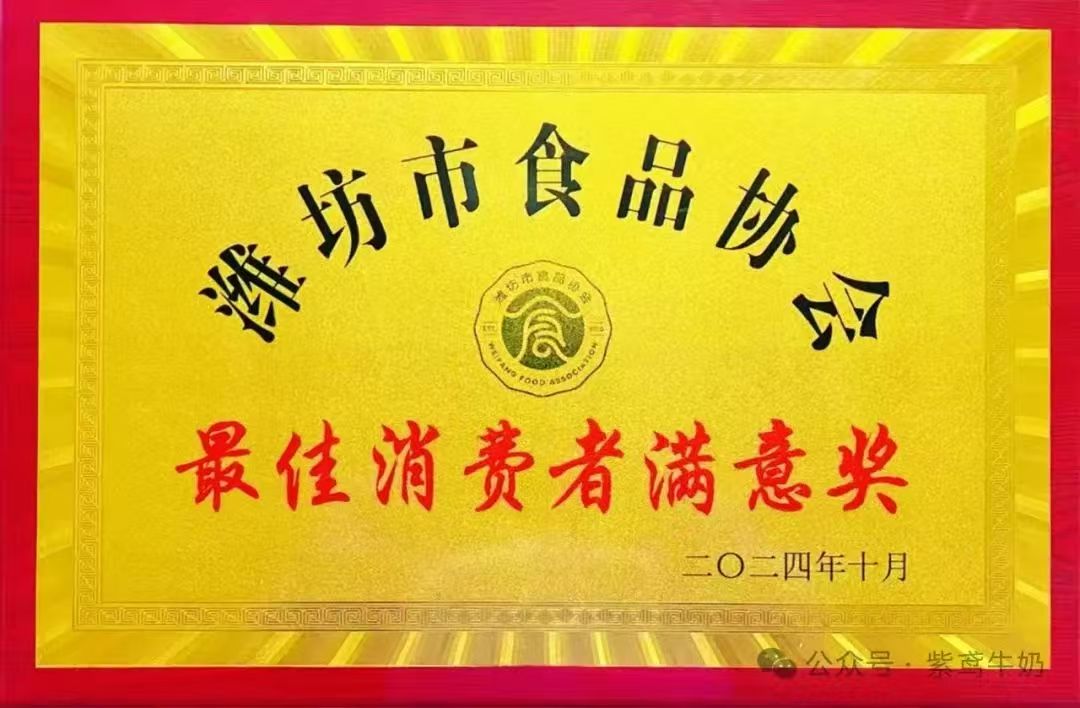 潍坊市食品协会
潍坊市食品协会
WEIFANG FOOD ASSOCIATION
最佳消费者满意奖
二〇二四年十月
公众号 · 紫鸢牛奶